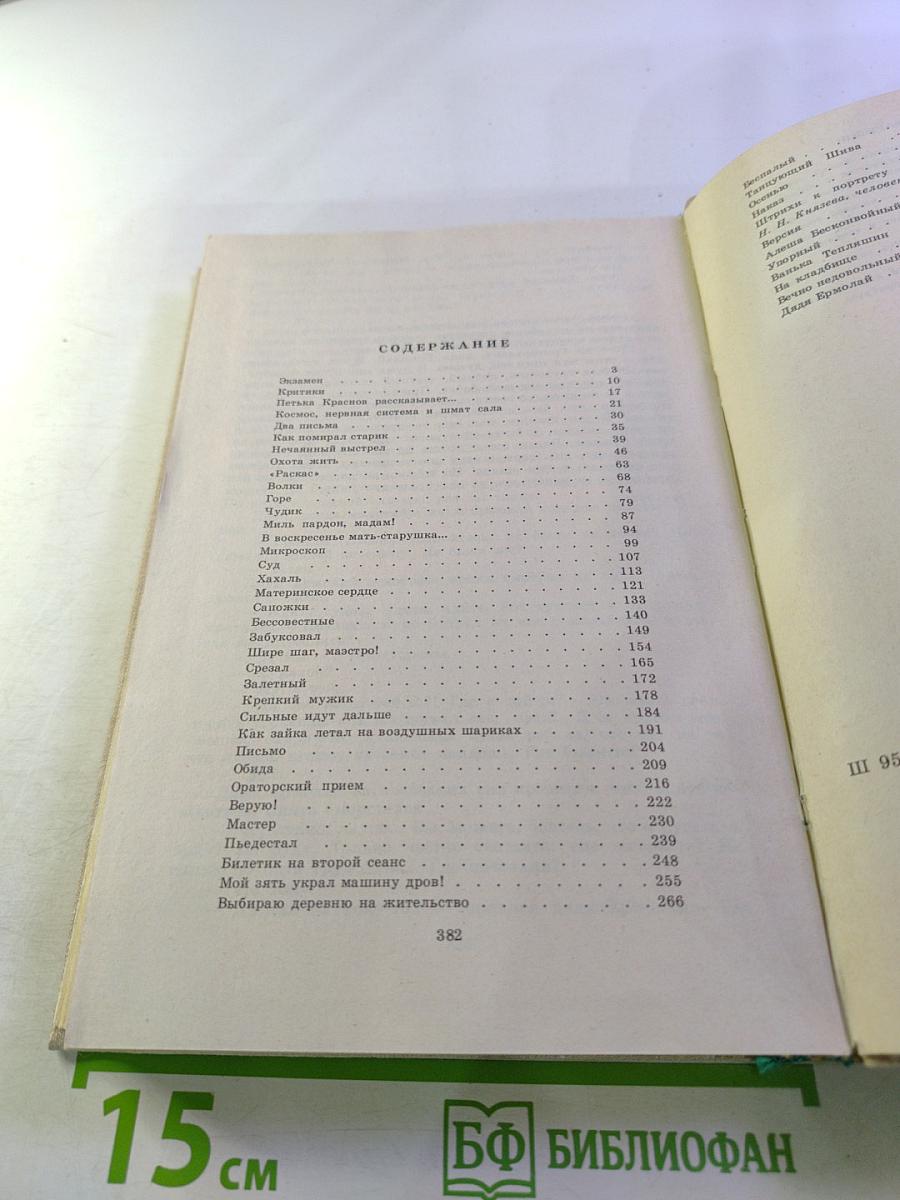 СОДЕРЖАНИЕ
Экзамен . . . . . . . . . . . . 3
Критики . . . . . . . . . . . . 10
Петька Краснов рассказывает... . . . . . . 17
Космос, нервная система и шмат сала . . . . . 21
Два письма . . . . . . . . . . . 30
Как помирал старик . . . . . . . . . 35
Нечаянный выстрел . . . . . . . . . 39
Охота жить . . . . . . . . . . . 46
«Раскас» . . . . . . . . . . . . 63
Волки . . . . . . . . . . . . 68
Горе . . . . . . . . . . . . 74
Чудик . . . . . . . . . . . . 79
Миль пардон, мадам! . . . . . . . . . 87
В воскресенье мать-старушка... . . . . . . . 94
Микроскоп . . . . . . . . . . . 99
Суд . . . . . . . . . . . . 107
Хахаль . . . . . . . . . . . . 113
Материнское сердце . . . . . . . . . 121
Сапожки . . . . . . . . . . . . 133
Бессовестные . . . . . . . . . . . 140
Забуксовал . . . . . . . . . . . 149
Шире шаг, маэстро! . . . . . . . . . 154
Срезал . . . . . . . . . . . . 165
Залетный . . . . . . . . . . . 172
Крепкий мужик . . . . . . . . . . 178
Сильные идут дальше . . . . . . . . . 184
Как зайка летал на воздушных шариках . . . . . 191
Письмо . . . . . . . . . . . . 204
Обида . . . . . . . . . . . . 209
Ораторский прием . . . . . . . . . . 216
Верую! . . . . . . . . . . . . 222
Мастер . . . . . . . . . . . . 230
Пьедестал . . . . . . . . . . . 239
Билетик на второй сеанс . . . . . . . . 248
Мой зять украл машину дров! . . . . . . . 255
Выбираю деревню на жительство . . . . . . . 266
382
Беспалый . . .
Танцующий Шива . .
Осенью . . .
Наказ . . .
Штрихи к портрету
Н. Н. Князева, человек
Версия . . .
Алеша Бесконвойный
Упорный . . .
Ванька Тепляшин
На кладбище . .
Вечно недовольный
Дядя Ермолай .
Ш 95
15 см
БФ БИБЛИОФАН